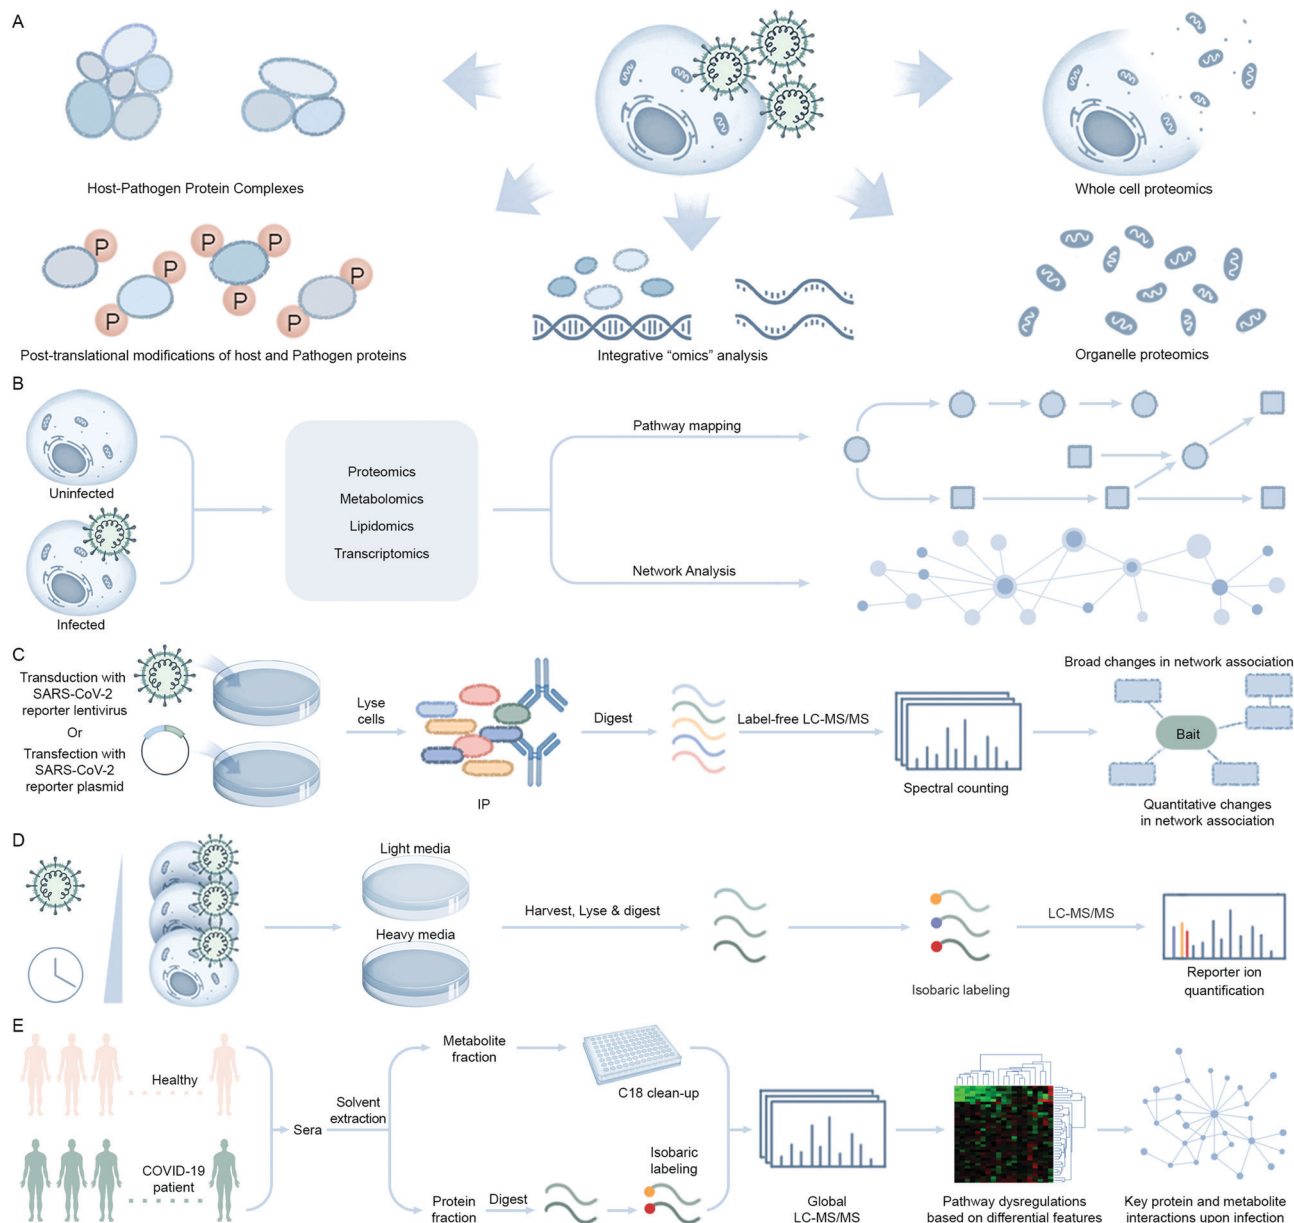 A
Host-Pathogen Protein Complexes
Whole cell proteomics
P
P
P
P
P
P
P
P
Post-translational modifications of host and Pathogen proteins
Integrative “omics” analysis
Organelle proteomics
B
Uninfected
Infected
Proteomics
Metabolomics
Lipidomics
Transcriptomics
Pathway mapping
Network Analysis
C
Transduction with
SARS-CoV-2
reporter lentivirus
Or
Transfection with
SARS-CoV-2
reporter plasmid
Lyse
cells
IP
Digest
Label-free LC-MS/MS
Spectral counting
Broad changes in network association
Bait
Quantitative changes
in network association
D
Light media
Heavy media
Harvest, Lyse & digest
Isobaric labeling
LC-MS/MS
Reporter ion
quantification
E
Healthy
COVID-19
patient
Sera
Solvent
extraction
Metabolite
fraction
C18 clean-up
Protein
fraction
Digest
Isobaric
labeling
Global
LC-MS/MS
Pathway dysregulations
based on differential features
Key protein and metabolite
interactions upon infection